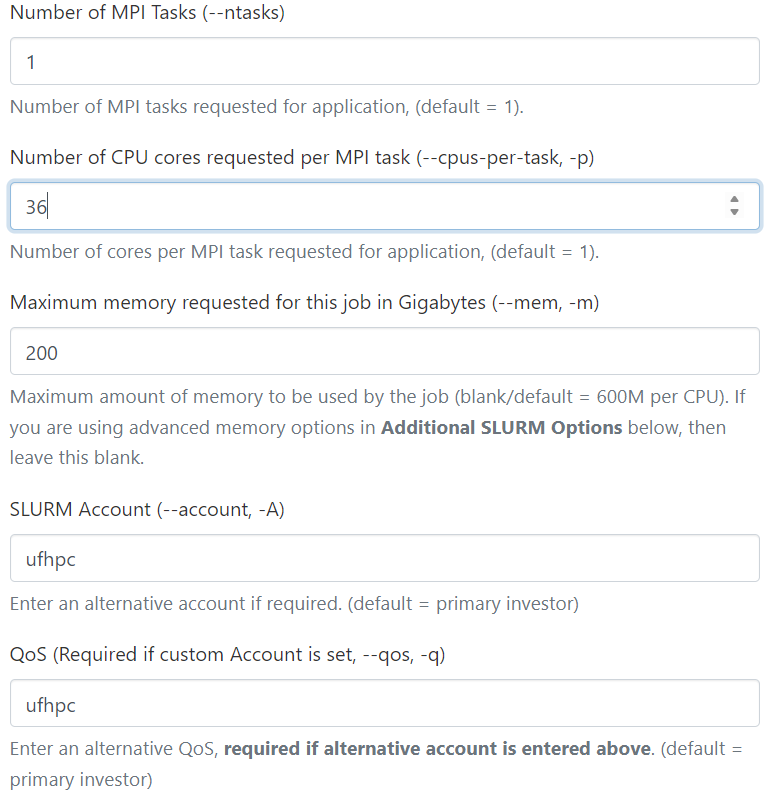 Number of MPI Tasks (--ntasks)
1
Number of MPI tasks requested for application, (default = 1).
Number of CPU cores requested per MPI task (--cpus-per-task, -p)
36
Number of cores per MPI task requested for application, (default = 1).
Maximum memory requested for this job in Gigabytes (--mem, -m)
200
Maximum amount of memory to be used by the job (blank/default = 600M per CPU). If
you are using advanced memory options in Additional SLURM Options below, then
leave this blank.
SLURM Account (--account, -A)
ufhpc
Enter an alternative account if required. (default = primary investor)
QoS (Required if custom Account is set, --qos, -q)
ufhpc
Enter an alternative QoS, required if alternative account is entered above. (default =
primary investor)